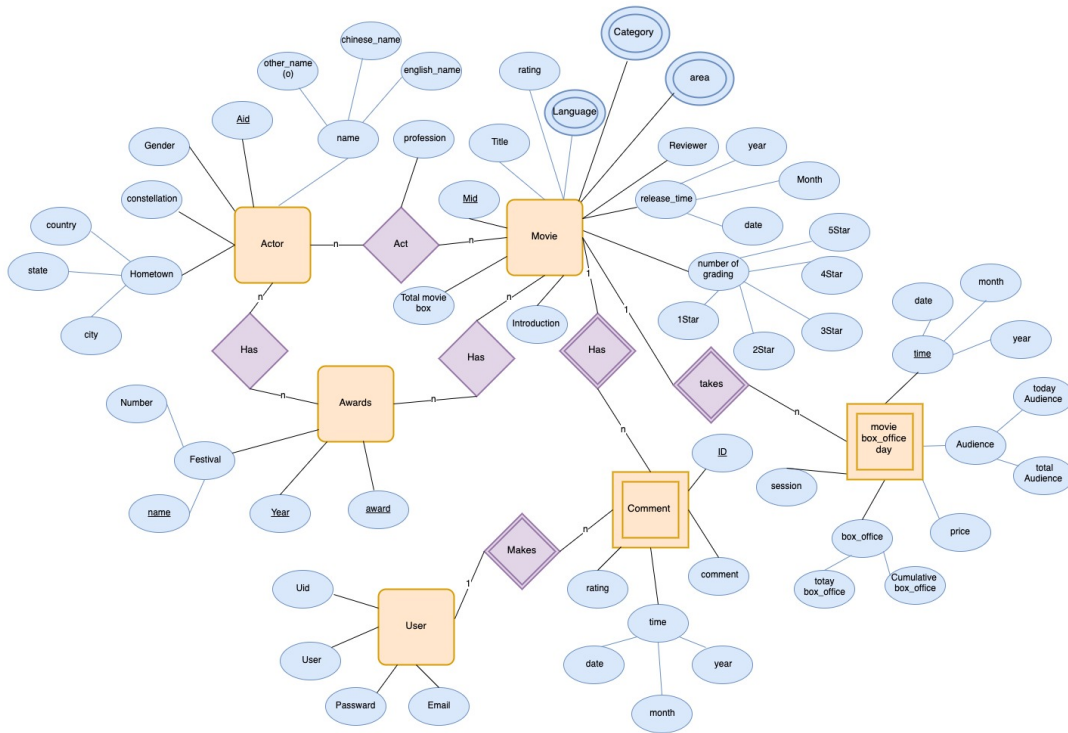 Category
chinese_name
other_name
(o)
english_name
rating
area
Language
Aid
profession
Title
Reviewer
year
Gender
name
Month
constellation
Mid
release_time
country
date
5Star
Actor
n
Act
n
Movie
state
Hometown
number of
grading
4Star
1
n
n
Total movie
box
date
month
city
Introduction
1
1Star
3Star
year
Has
Has
Has
2Star
time
takes
today
Audience
Number
n
n
Awards
n
movie
box_office
day
n
Audience
Festival
ID
total
Audience
session
name
Year
award
Comment
price
n
box_office
Makes
comment
Cumulative
box_office
totay
box_office
Uid
1
rating
User
time
User
date
year
Passward
Email
month